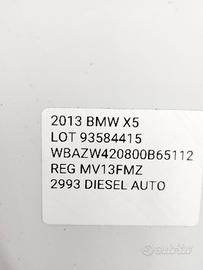 2013 BMW X5
LOT 93584415
WBAZW420800B65112
REG MV13FMZ
2993 DIESEL AUTO
subito